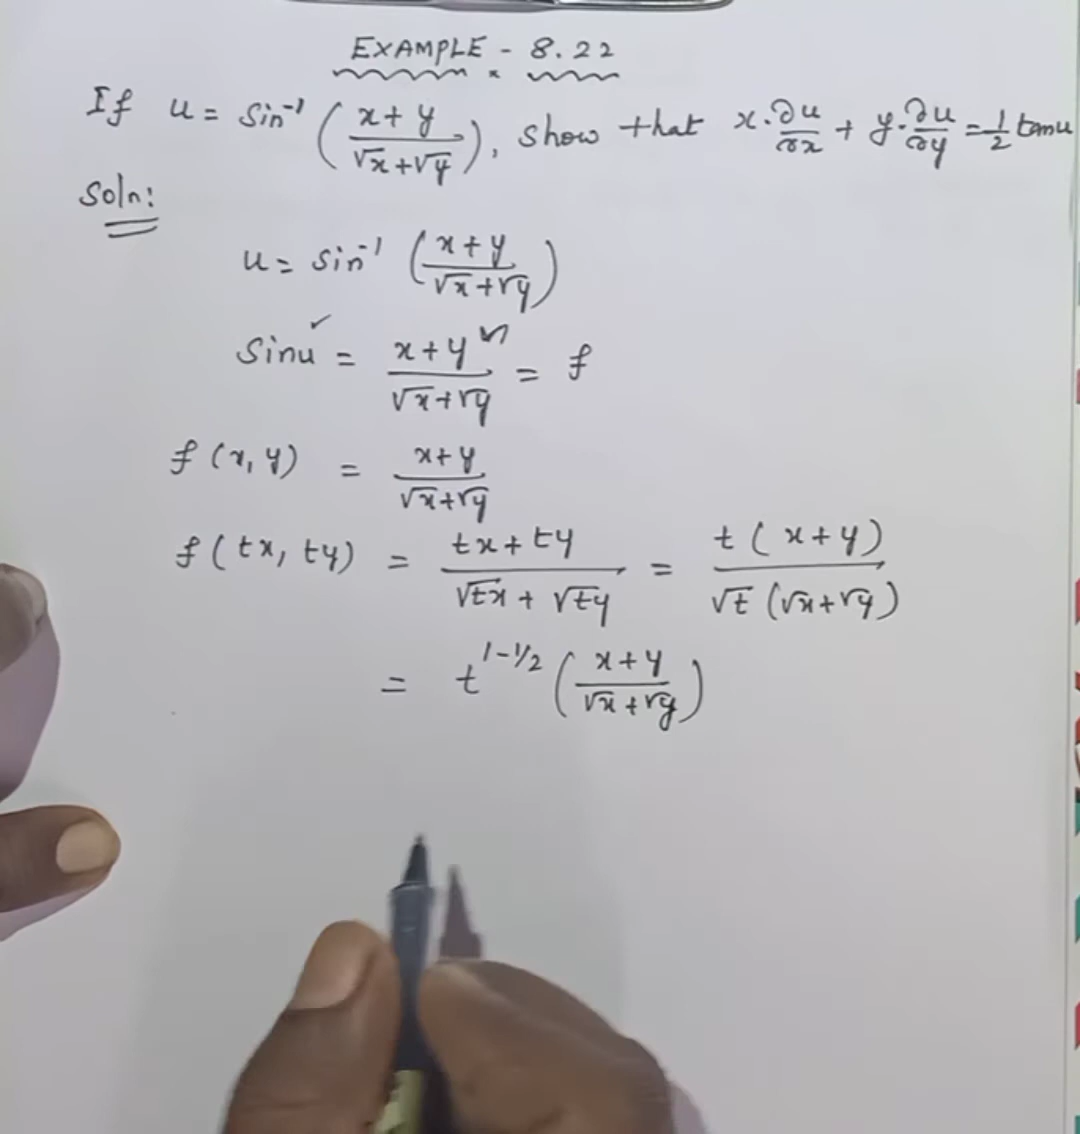 EXAMPLE - 8.22
If u = Sin⁻¹ ( (x+y)/(√x+√y) ), show that x.∂u/∂x + y.∂u/∂y = 1/2 tanu
Soln:
u = sin⁻¹ ( (x+y)/(√x+√y) )
Sinu = (x+y)/(√x+√y) = f
f(x,y) = (x+y)/(√x+√y)
f(tx, ty) = (tx+ty)/(√tx + √ty) = t(x+y)/(√t(√x+√y))
= t^(1-1/2) ( (x+y)/(√x+√y) )